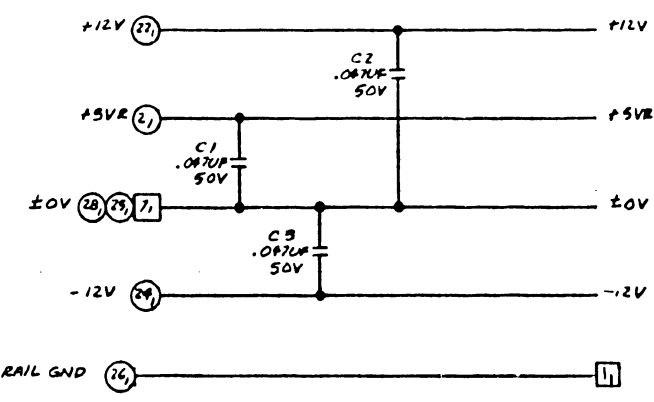 +12V 22, +12V
C2
.047UF
50V
+5VR 2, +5VR
C1
.047UF
50V
±0V 28, 25, 7, ±0V
C3
.047UF
50V
-12V 24, -12V
RAIL GND 26, 1,